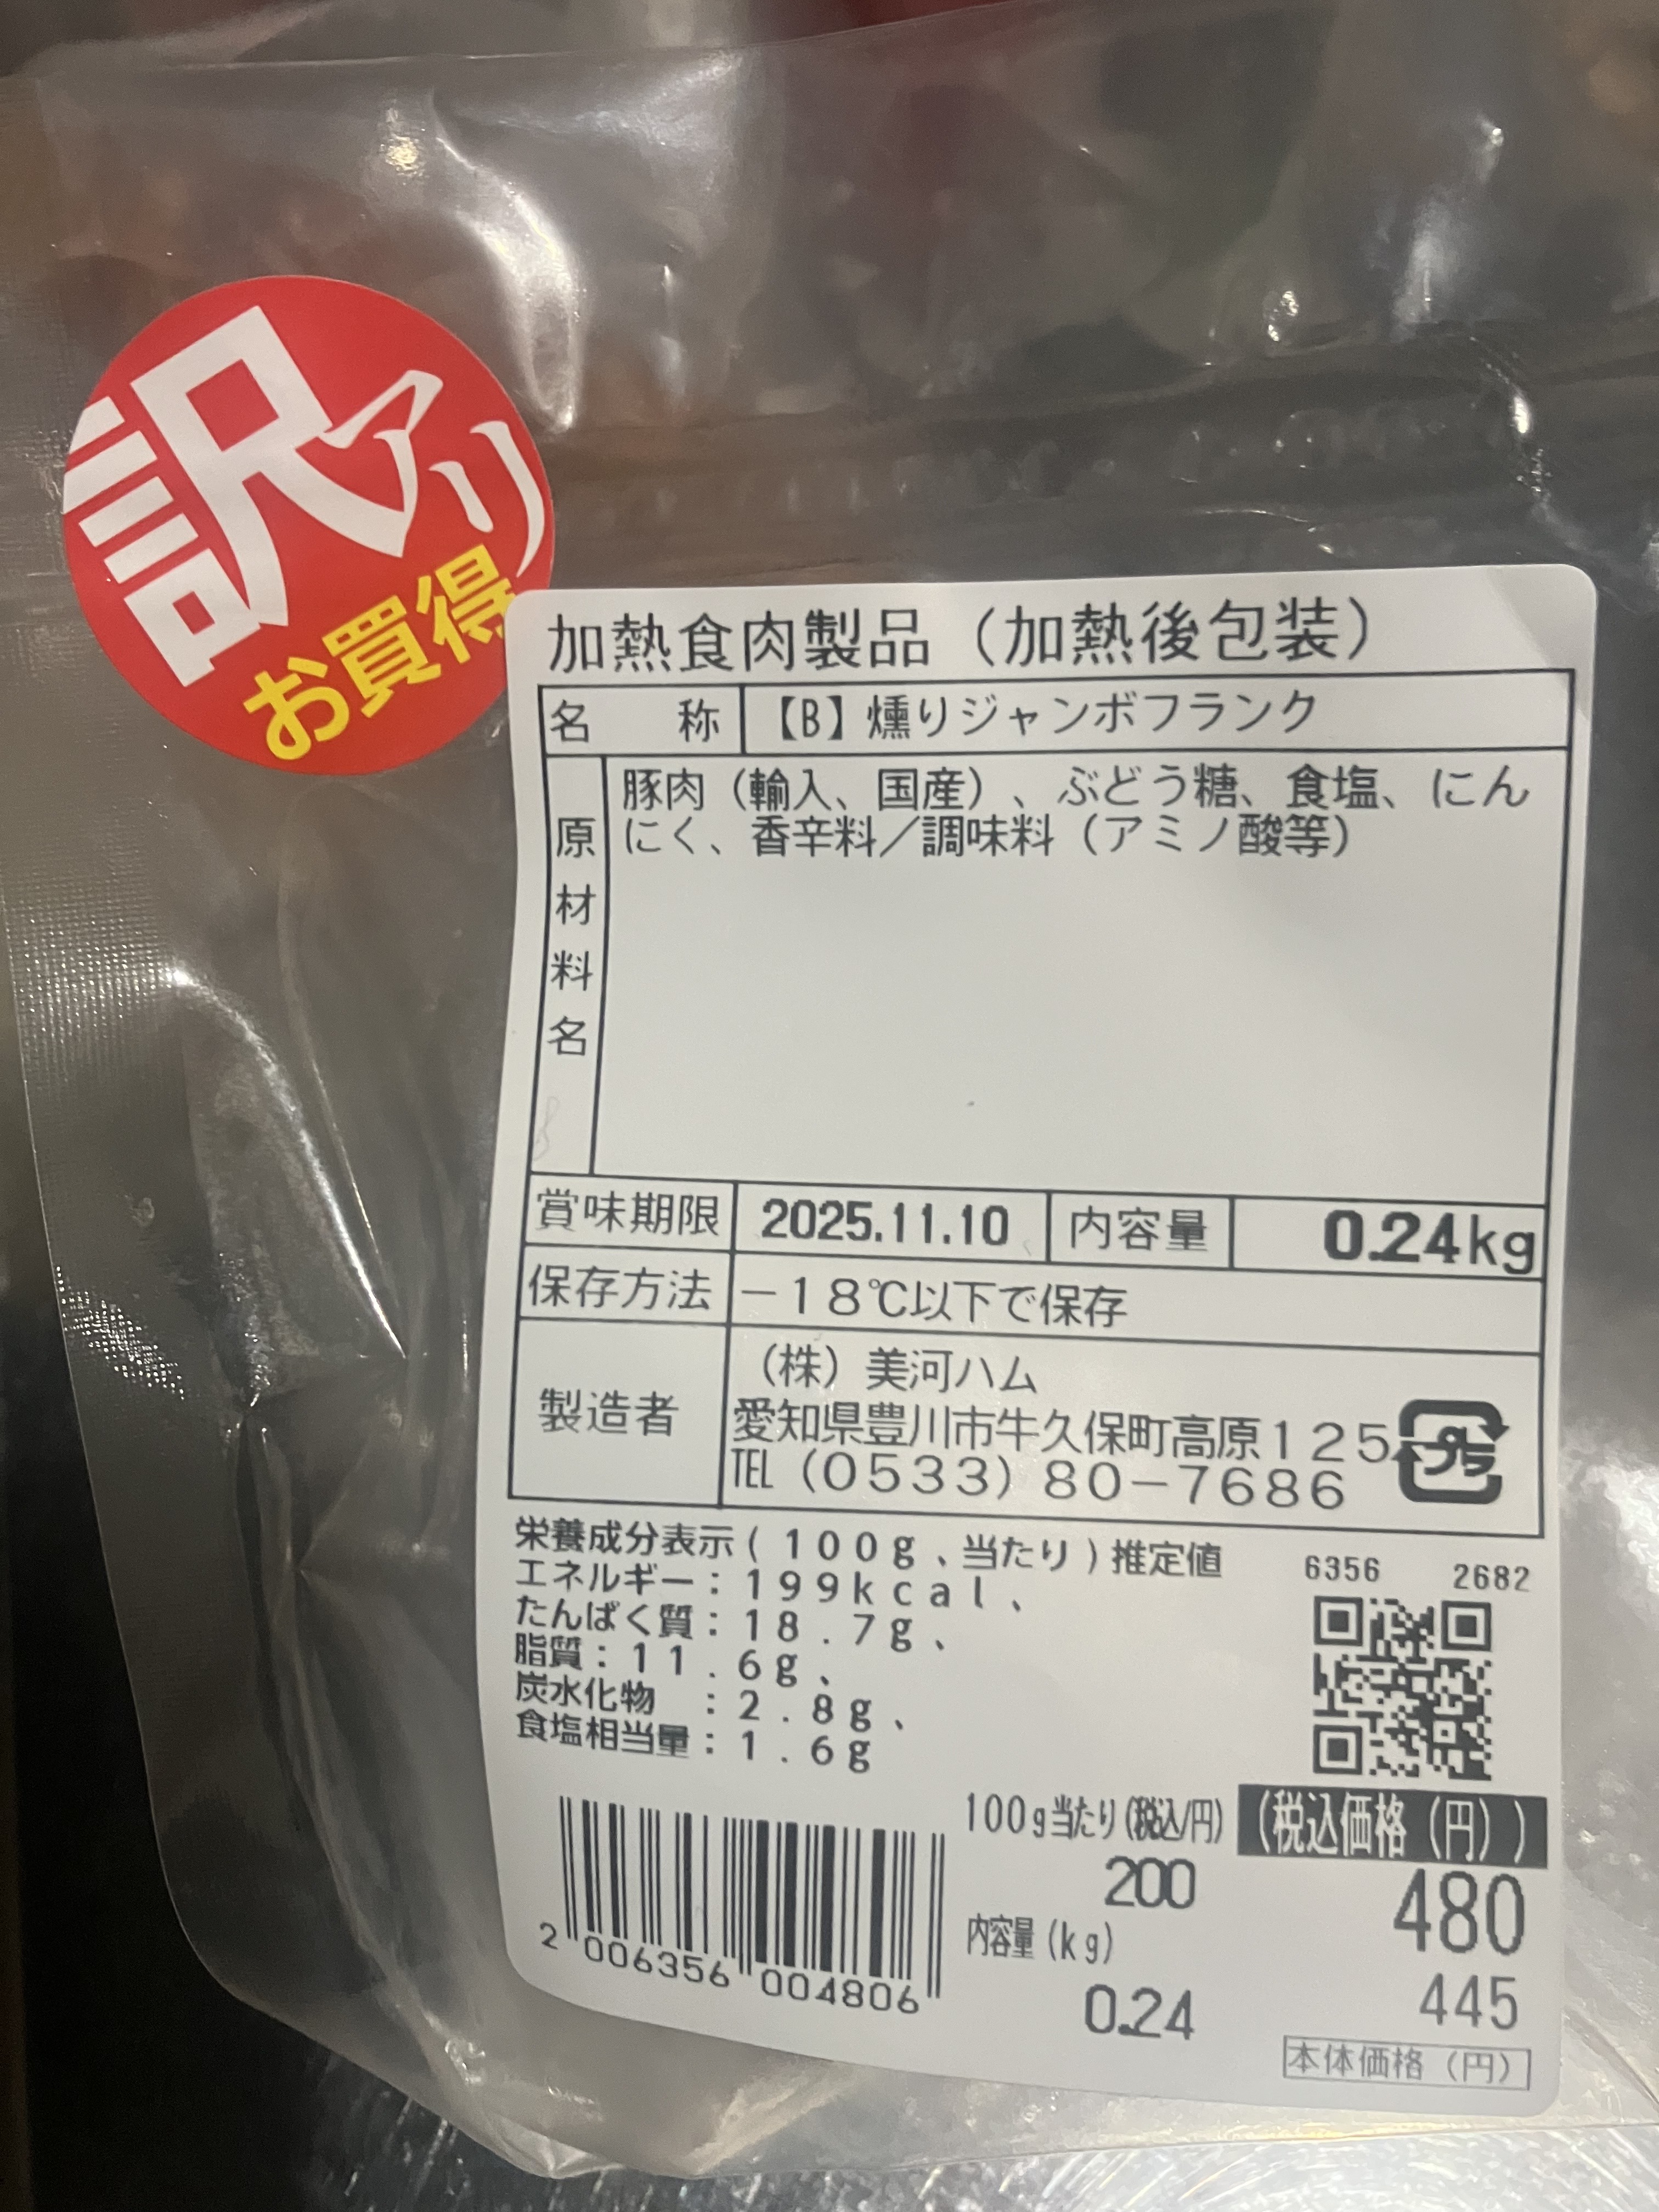 訳アリ
お買得
加熱食肉製品（加熱後包装）
名 称 【B】燻りジャンボフランク
原材料名 豚肉（輸入、国産）、ぶどう糖、食塩、にん
にく、香辛料／調味料（アミノ酸等）
賞味期限 2025.11.10 内容量 0.24kg
保存方法 －18℃以下で保存
製造者 （株）美河ハム
愛知県豊川市牛久保町高原125
TEL（0533）80－7686
プラ
栄養成分表示(100g、当たり)推定値
エネルギー：199kcal、
たんぱく質：18.7g、
脂質：11.6g、
炭水化物 ：2.8g、
食塩相当量：1.6g
6356 2682
100g当たり(税込/円) (税込価格（円）)
200 480
内容量(kg)
0.24 445
本体価格（円）
2 006356 004806